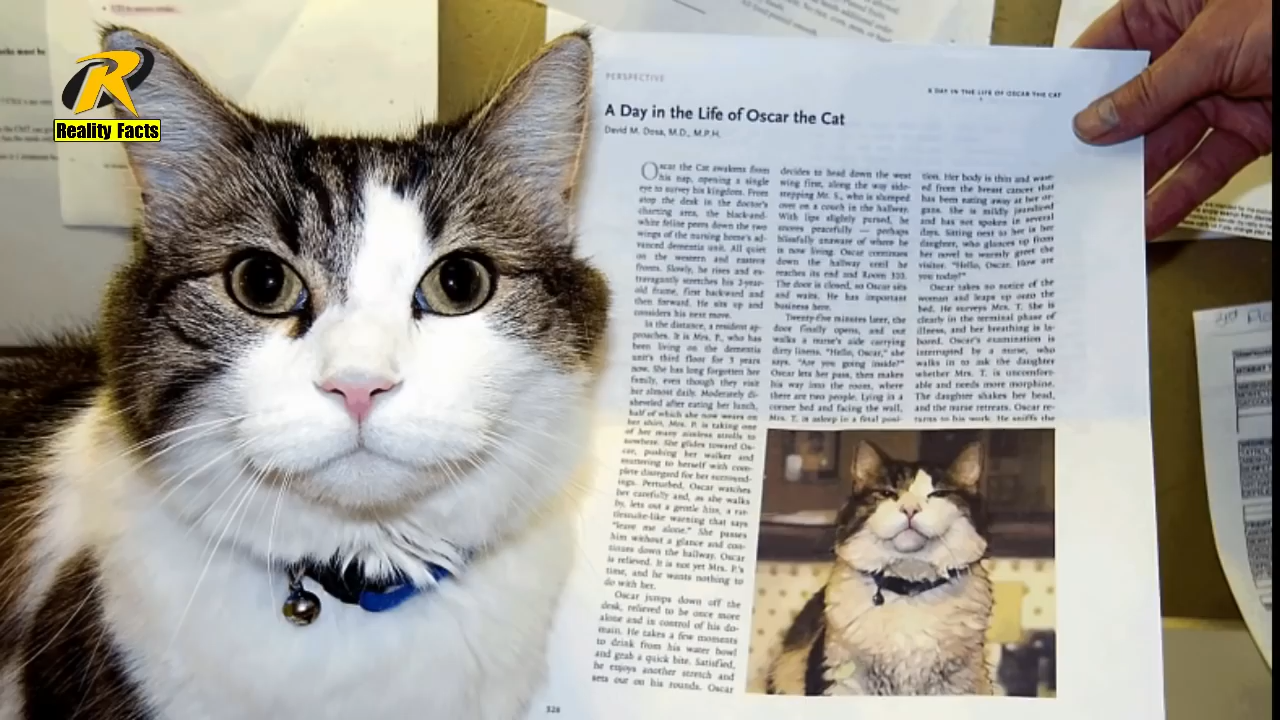 R
Reality Facts
PERSPECTIVE
A DAY IN THE LIFE OF OSCAR THE CAT
A Day in the Life of Oscar the Cat
David M. Dosa, M.D., M.P.H.
Oscar the Cat awakens from
his nap, opening a single
eye to survey his kingdom. From
atop the desk in the doctor's
charting area, the black-and-
white feline peers down the two
wings of the nursing home's ad-
vanced dementia unit. All quiet
on the western and eastern
fronts. Slowly, he rises and ex-
travagantly stretches his 2-year-
old frame, first backward and
then forward. He sits up and
considers his next move.
In the distance, a resident ap-
proaches. It is Mrs. P., who has
been living on the dementia
unit's third floor for 3 years
now. She has long forgotten her
family, even though they visit
her almost daily. Moderately di-
sheveled after eating her lunch,
half of which she now wears on
her shirt, Mrs. P. is taking one
of her many aimless strolls to
nowhere. She glides toward Os-
car, pushing her walker and
muttering to herself with com-
plete disregard for her surround-
ings. Perturbed, Oscar watches
her carefully and, as she walks
by, lets out a gentle hiss, a rat-
tlesnake-like warning that says
"leave me alone." She passes
him without a glance and con-
tinues down the hallway. Oscar
is relieved. It is not yet Mrs. P.'s
time, and he wants nothing to
do with her.
Oscar jumps down off the
desk, relieved to be once more
alone and in control of his do-
main. He takes a few moments
to drink from his water bowl
and grab a quick bite. Satisfied,
he enjoys another stretch and
sets out on his rounds. Oscar
decides to head down the west
wing first, along the way side-
stepping Mr. S., who is slumped
over on a couch in the hallway.
With lips slightly pursed, he
snores peacefully — perhaps
blissfully unaware of where he
is now living. Oscar continues
down the hallway until he
reaches its end and Room 310.
The door is closed, so Oscar sits
and waits. He has important
business here.
Twenty-five minutes later, the
door finally opens, and out
walks a nurse's aide carrying
dirty linens. "Hello, Oscar," she
says. "Are you going inside?"
Oscar lets her pass, then makes
his way into the room, where
there are two people. Lying in a
corner bed and facing the wall,
Mrs. T. is asleep in a fetal posi-
tion. Her body is thin and wast-
ed from the breast cancer that
has been eating away at her or-
gans. She is mildly jaundiced
and has not spoken in several
days. Sitting next to her is her
daughter, who glances up from
her novel to warmly greet the
visitor. "Hello, Oscar. How are
you today?"
Oscar takes no notice of the
woman and leaps up onto the
bed. He surveys Mrs. T. She is
clearly in the terminal phase of
illness, and her breathing is la-
bored. Oscar's examination is
interrupted by a nurse, who
walks in to ask the daughter
whether Mrs. T. is uncomfort-
able and needs more morphine.
The daughter shakes her head,
and the nurse retreats. Oscar re-
turns to his work. He sniffs the
328